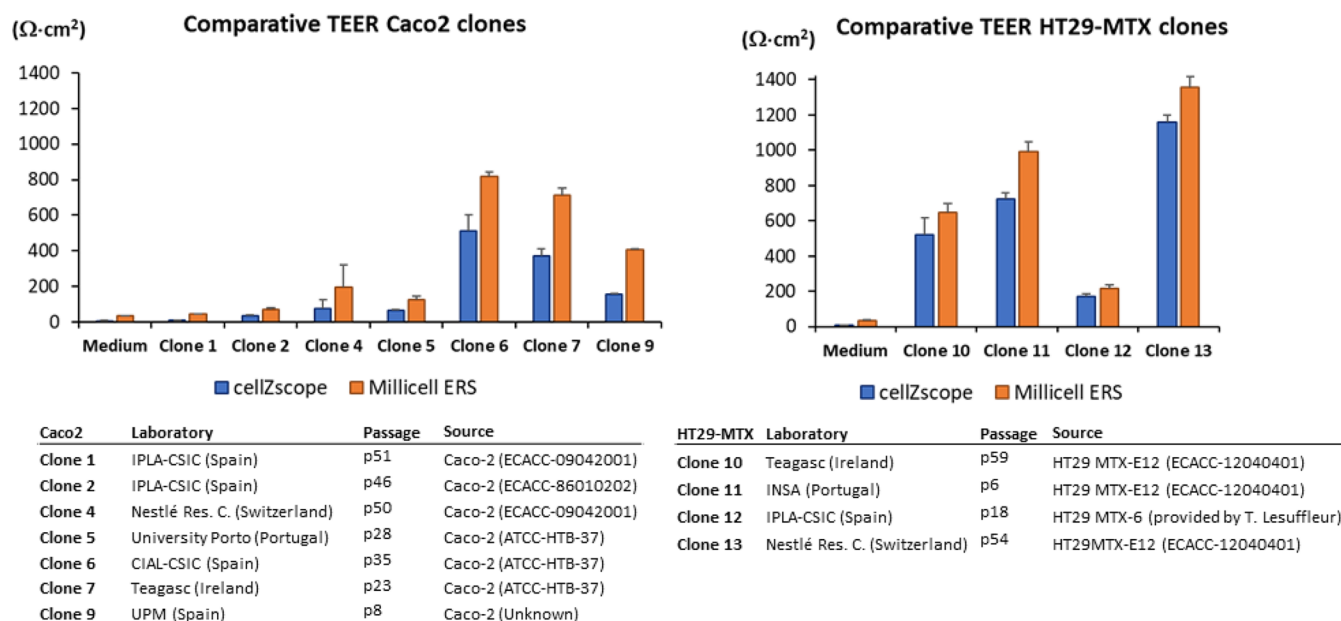 Comparative TEER Caco2 clones
(Ω·cm²)
1400
1200
1000
800
600
400
200
0
Medium Clone 1 Clone 2 Clone 4 Clone 5 Clone 6 Clone 7 Clone 9
cellZscope Millicell ERS
Caco2 Laboratory Passage Source
Clone 1 IPLA-CSIC (Spain) p51 Caco-2 (ECACC-09042001)
Clone 2 IPLA-CSIC (Spain) p46 Caco-2 (ECACC-86010202)
Clone 4 Nestlé Res. C. (Switzerland) p50 Caco-2 (ECACC-09042001)
Clone 5 University Porto (Portugal) p28 Caco-2 (ATCC-HTB-37)
Clone 6 CIAL-CSIC (Spain) p35 Caco-2 (ATCC-HTB-37)
Clone 7 Teagasc (Ireland) p23 Caco-2 (ATCC-HTB-37)
Clone 9 UPM (Spain) p8 Caco-2 (Unknown)
Comparative TEER HT29-MTX clones
(Ω·cm²)
1400
1200
1000
800
600
400
200
0
Medium Clone 10 Clone 11 Clone 12 Clone 13
cellZscope Millicell ERS
HT29-MTX Laboratory Passage Source
Clone 10 Teagasc (Ireland) p59 HT29 MTX-E12 (ECACC-12040401)
Clone 11 INSA (Portugal) p6 HT29 MTX-E12 (ECACC-12040401)
Clone 12 IPLA-CSIC (Spain) p18 HT29 MTX-6 (provided by T. Lesuffleur)
Clone 13 Nestlé Res. C. (Switzerland) p54 HT29MTX-E12 (ECACC-12040401)